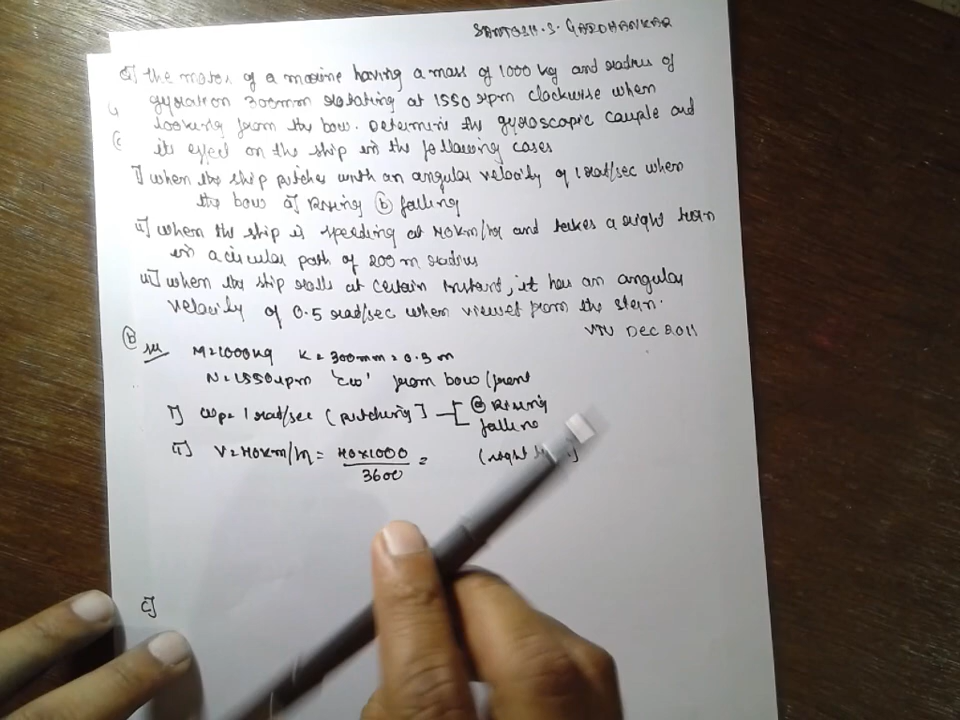 SANTOSH.S. GARDHANKAR
Q] The motor of a marine having a mass of 1000 kg and radius of
gyration 300mm rotating at 1550 rpm clockwise when
looking from the bow. Determine the gyroscopic couple and
its effect on the ship in the following cases
I] when the ship pitches with an angular velocity of 1 rad/sec when
the bow a] Rising (b) falling
II] when the ship is speeding at 40km/hr and takes a right turn
in a circular path of 200 m radius
III] when the ship rolls at certain Instant, it has an angular
velocity of 0.5 rad/sec when viewed from the stern.
VTU DEC 2011
(b)
M=1000kg K = 300mm = 0.3 m
N=1550rpm 'cw' from bow (front
I] wp= 1 rad/sec (pitching] (a) Rising
falling
II] V=40km/h = 40x1000 / 3600 = (right
c]